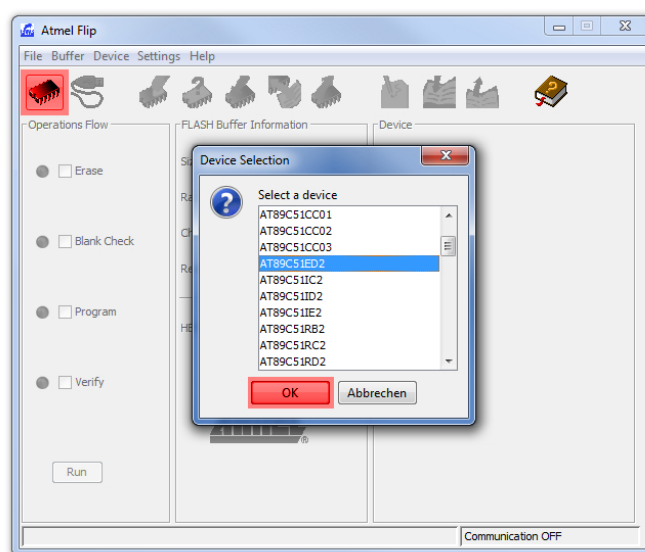 Atmel Flip
File Buffer Device Settings Help
Operations Flow
FLASH Buffer Information
Device
Erase
Blank Check
Program
Verify
Run
Device Selection
Select a device
AT89C51CC01
AT89C51CC02
AT89C51CC03
AT89C51ED2
AT89C51IC2
AT89C51ID2
AT89C51IE2
AT89C51RB2
AT89C51RC2
AT89C51RD2
OK
Abbrechen
Communication OFF